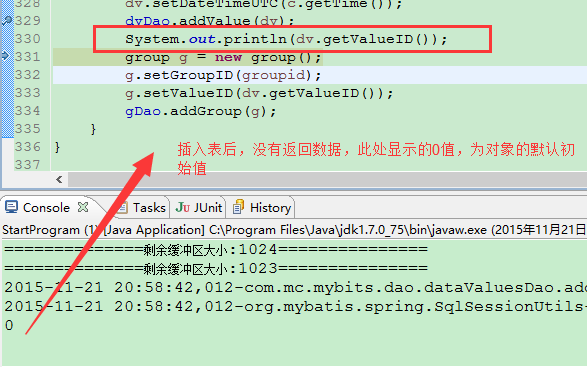 328 dv.setDateTimeUTC(c.getTime());
329 dvDao.addValue(dv);
330 System.out.println(dv.getValueID());
331 group g = new group();
332 g.setGroupID(groupid);
333 g.setValueID(dv.getValueID());
334 gDao.addGroup(g);
335 }
336 }
337
插入表后，没有返回数据，此处显示的0值，为对象的默认初
始值
Console Tasks JUnit History
StartProgram (1) [Java Application] C:\Program Files\Java\jdk1.7.0_75\bin\javaw.exe (2015年11月21日
==============剩余缓冲区大小:1024===============
==============剩余缓冲区大小:1023===============
2015-11-21 20:58:42,012-com.mc.mybits.dao.dataValuesDao.add
2015-11-21 20:58:42,012-org.mybatis.spring.SqlSessionUtils-
0